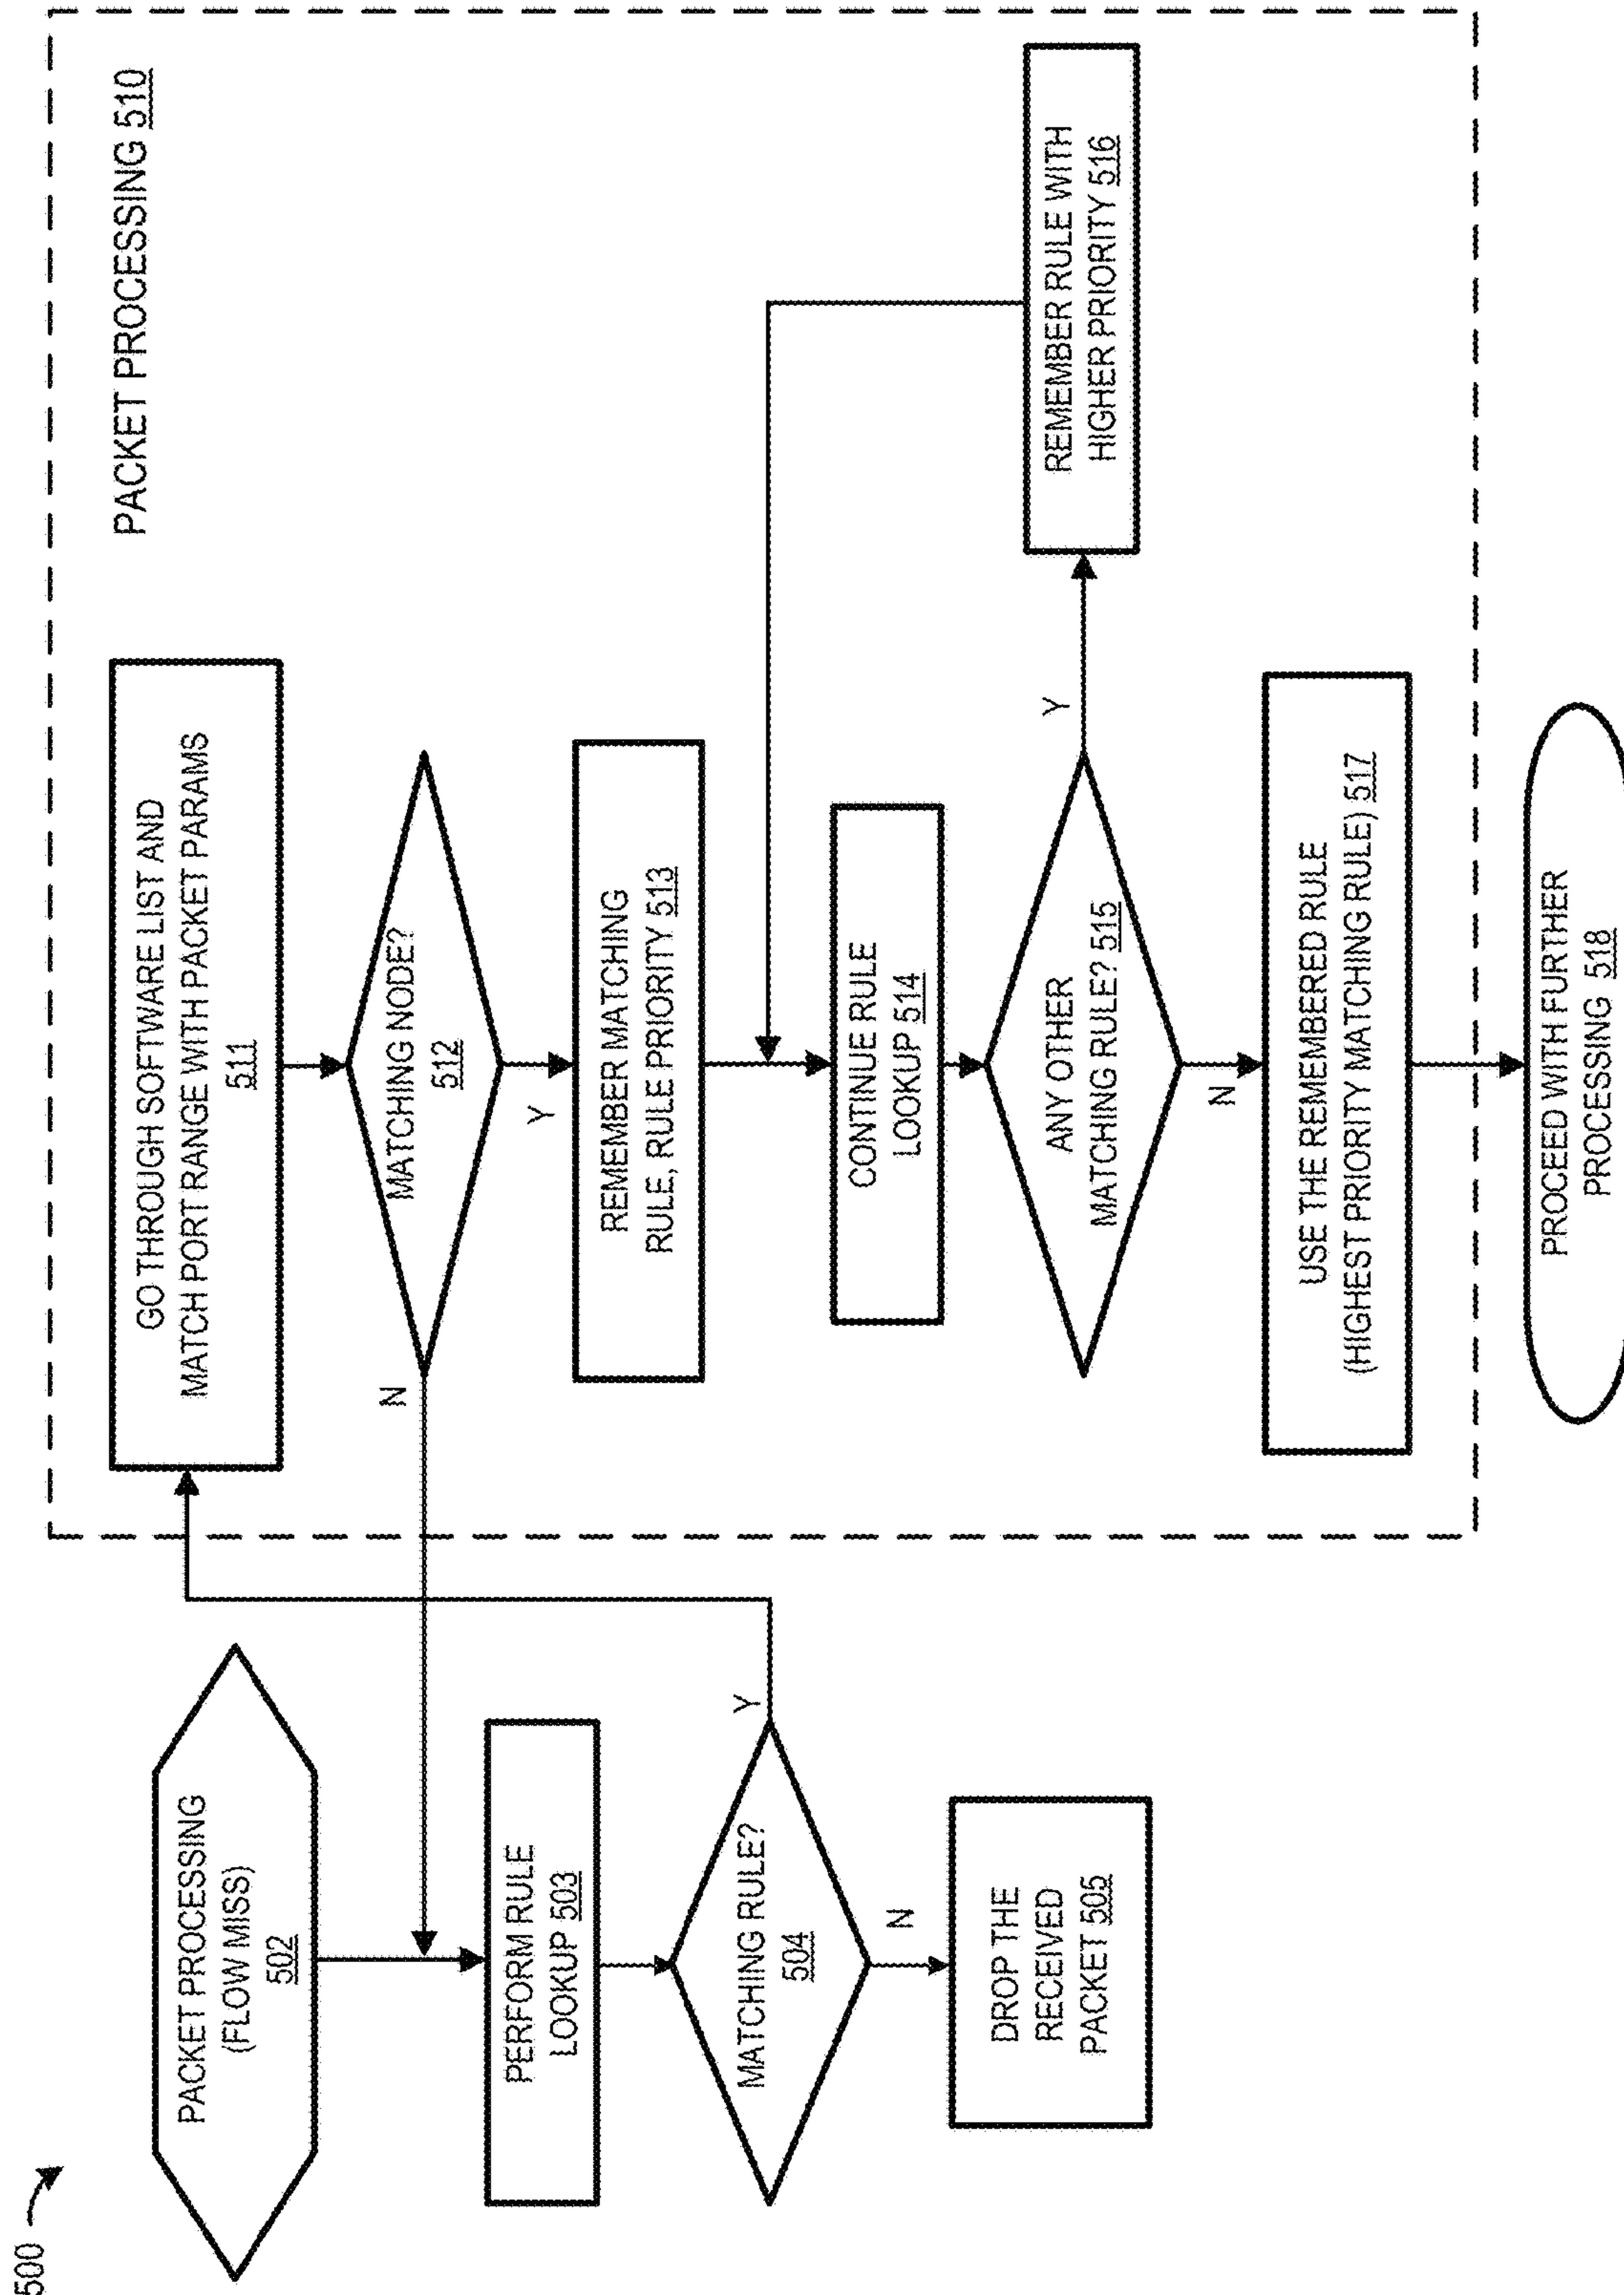 500
PACKET PROCESSING
(FLOW MISS)
502
PERFORM RULE
LOOKUP 503
MATCHING RULE?
504
Y
N
DROP THE
RECEIVED
PACKET 505
PACKET PROCESSING 510
GO THROUGH SOFTWARE LIST AND
MATCH PORT RANGE WITH PACKET PARAMS
511
MATCHING NODE?
512
N
Y
REMEMBER MATCHING
RULE, RULE PRIORITY 513
CONTINUE RULE
LOOKUP 514
ANY OTHER
MATCHING RULE? 515
Y
N
REMEMBER RULE WITH
HIGHER PRIORITY 516
USE THE REMEMBERED RULE
(HIGHEST PRIORITY MATCHING RULE) 517
PROCEED WITH FURTHER
PROCESSING 518